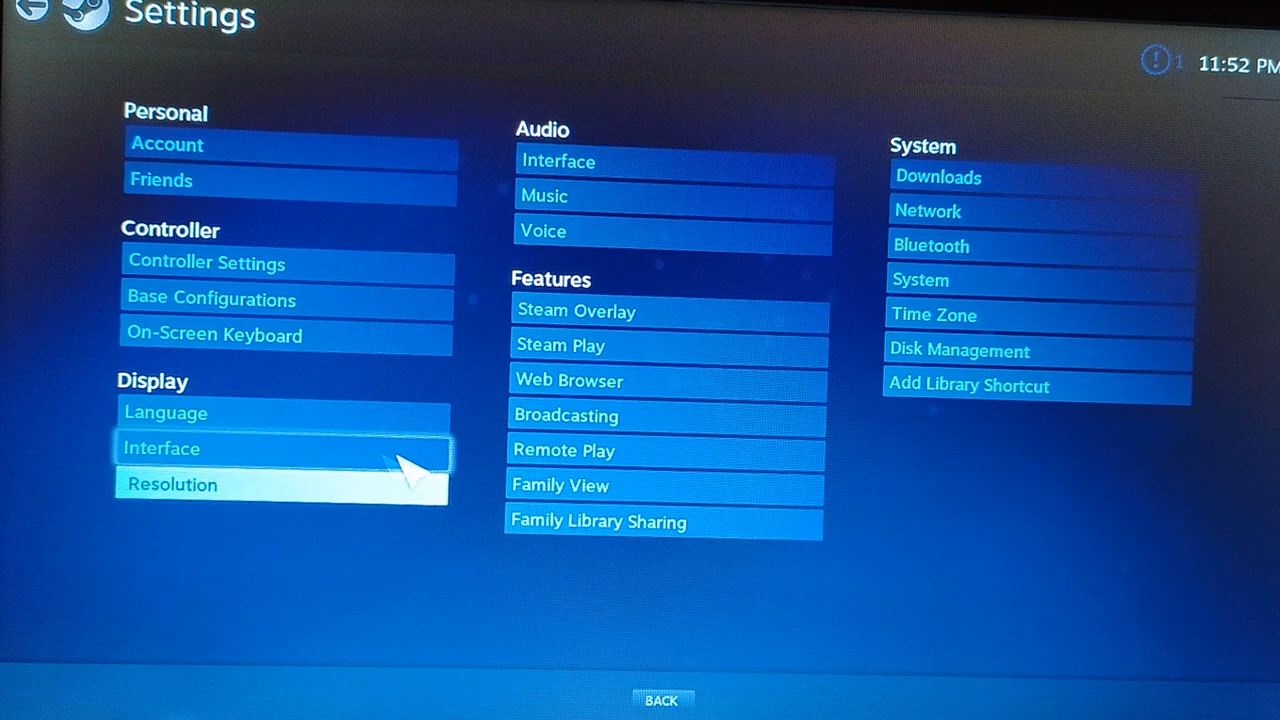 Settings
1 11:52 PM
Personal
Account
Friends
Controller
Controller Settings
Base Configurations
On-Screen Keyboard
Display
Language
Interface
Resolution
Audio
Interface
Music
Voice
Features
Steam Overlay
Steam Play
Web Browser
Broadcasting
Remote Play
Family View
Family Library Sharing
System
Downloads
Network
Bluetooth
System
Time Zone
Disk Management
Add Library Shortcut
BACK